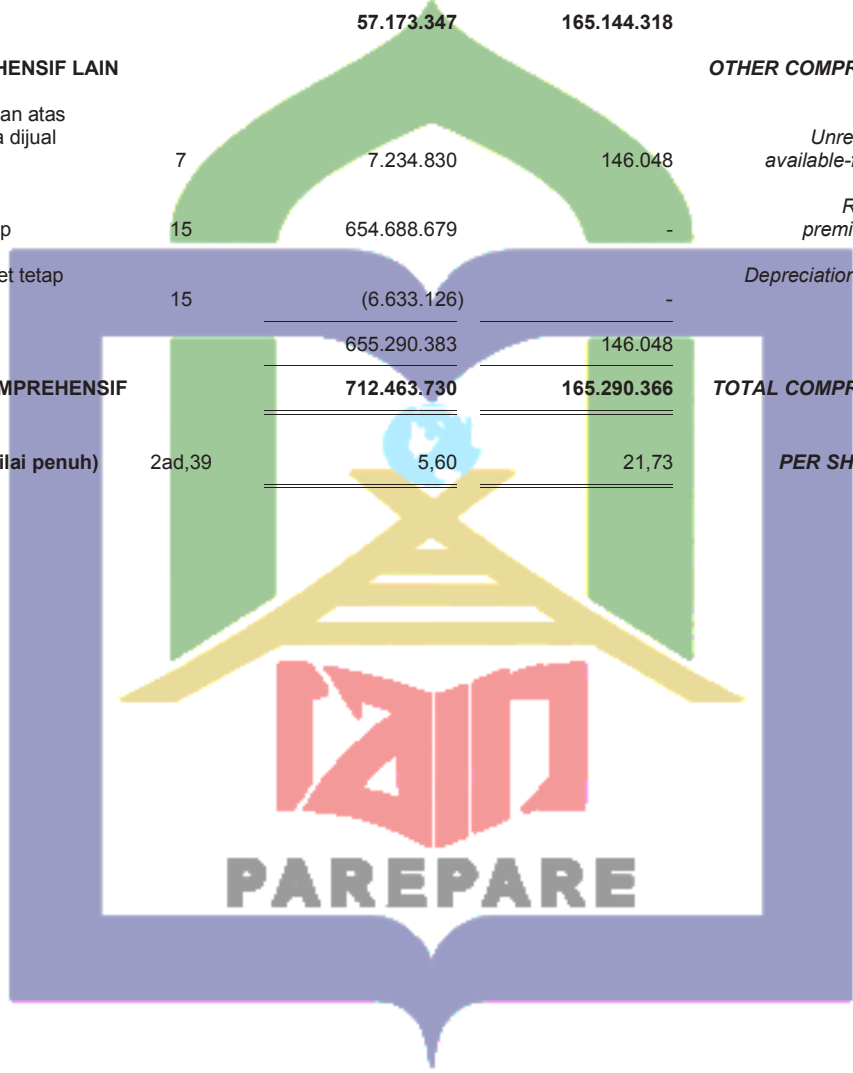 57.173.347 165.144.318
HENSIF LAIN OTHER COMPR
an atas
a dijual Unre
7 7.234.830 146.048 available-f
R
p 15 654.688.679 - premi
et tetap Depreciation
15 (6.633.126) -
655.290.383 146.048
MPREHENSIF 712.463.730 165.290.366 TOTAL COMPR
ilai penuh) 2ad,39 5,60 21,73 PER SH
iain
PAREPARE